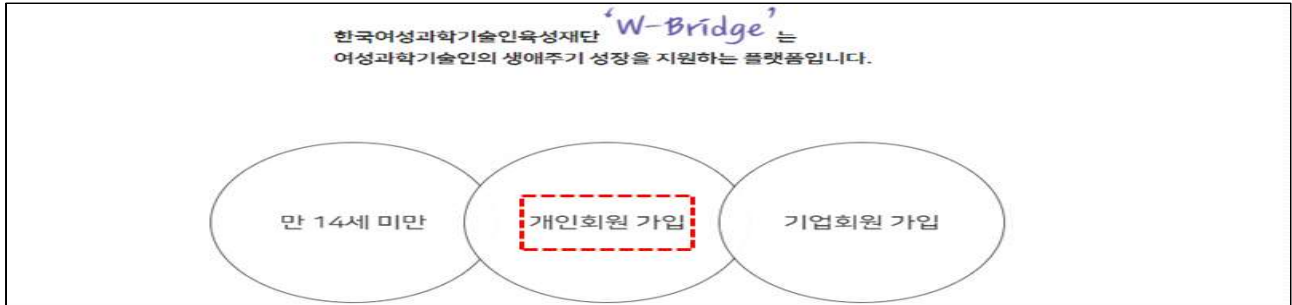 한국여성과학기술인육성재단 'W-Bridge'는
여성과학기술인의 생애주기 성장을 지원하는 플랫폼입니다.
만 14세 미만
개인회원 가입
기업회원 가입